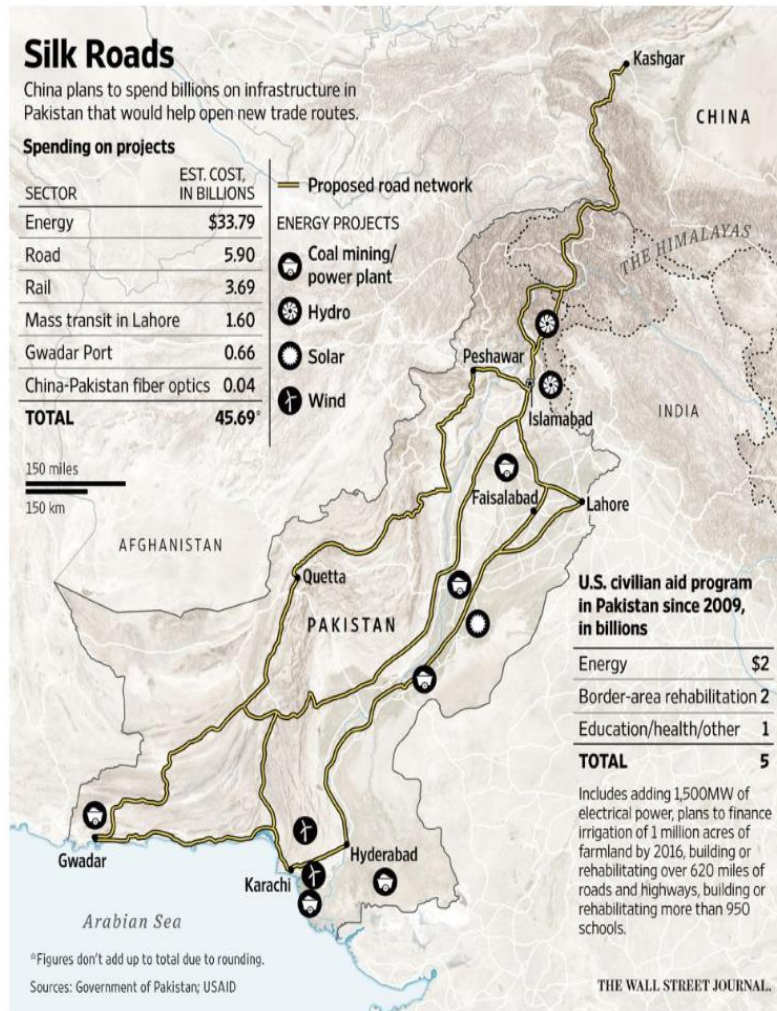 Silk Roads
China plans to spend billions on infrastructure in
Pakistan that would help open new trade routes.
Spending on projects
SECTOR EST. COST, IN BILLIONS
Energy $33.79
Road 5.90
Rail 3.69
Mass transit in Lahore 1.60
Gwadar Port 0.66
China-Pakistan fiber optics 0.04
TOTAL 45.69*
150 miles
150 km
Proposed road network
ENERGY PROJECTS
Coal mining/
power plant
Hydro
Solar
Wind
Kashgar
CHINA
THE HIMALAYAS
Peshawar
Islamabad
INDIA
Faisalabad
Lahore
AFGHANISTAN
Quetta
PAKISTAN
Gwadar
Karachi
Hyderabad
Arabian Sea
U.S. civilian aid program
in Pakistan since 2009,
in billions
Energy $2
Border-area rehabilitation 2
Education/health/other 1
TOTAL 5
Includes adding 1,500MW of
electrical power, plans to finance
irrigation of 1 million acres of
farmland by 2016, building or
rehabilitating over 620 miles of
roads and highways, building or
rehabilitating more than 950
schools.
*Figures don't add up to total due to rounding.
Sources: Government of Pakistan; USAID
THE WALL STREET JOURNAL.